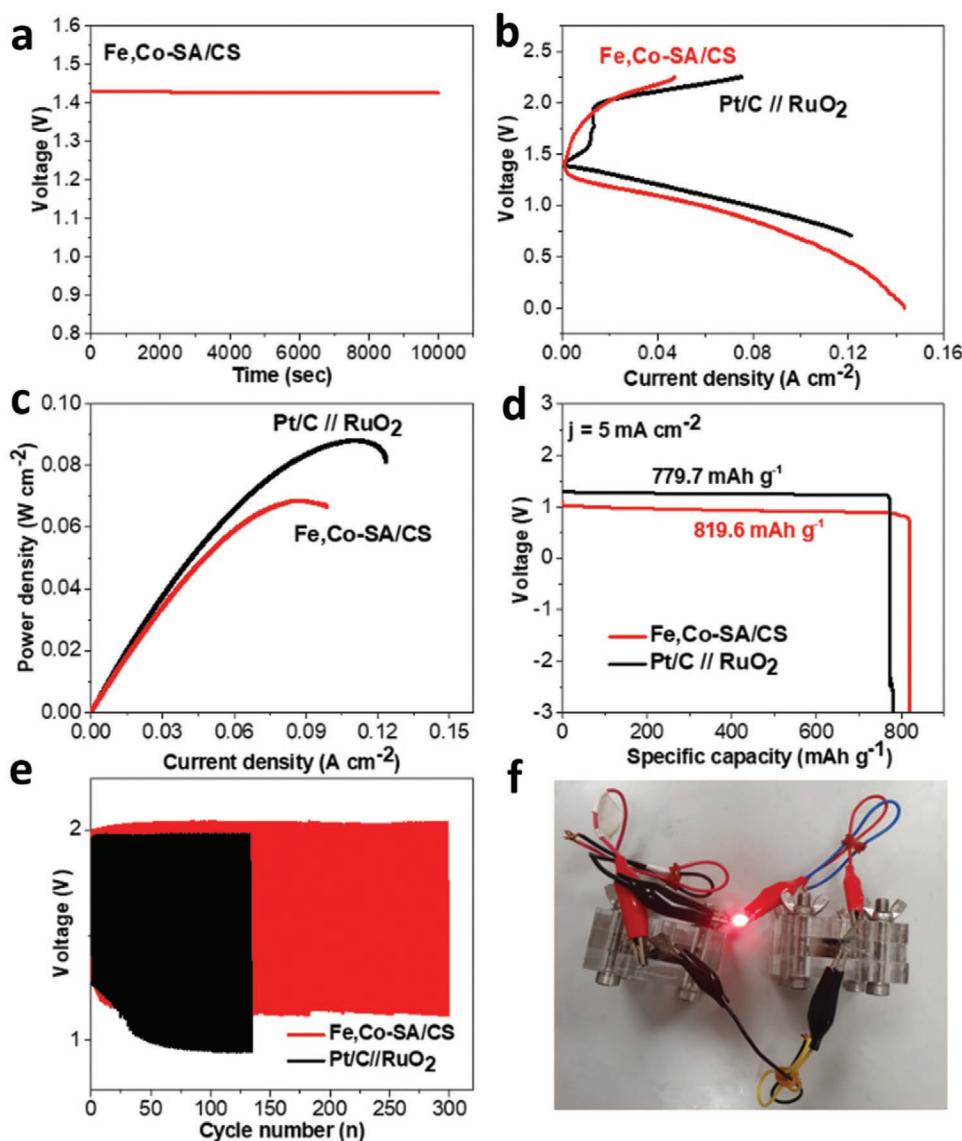 a
Fe,Co-SA/CS
1.6
1.5
1.4
1.3
1.2
1.1
1.0
0.9
0.8
Voltage (V)
0 2000 4000 6000 8000 10000
Time (sec)
b
Fe,Co-SA/CS
Pt/C // RuO₂
2.5
2.0
1.5
1.0
0.5
0.0
Voltage (V)
0.00 0.04 0.08 0.12 0.16
Current density (A cm⁻²)
c
Pt/C // RuO₂
Fe,Co-SA/CS
0.10
0.08
0.06
0.04
0.02
0.00
Power density (W cm⁻²)
0.00 0.03 0.06 0.09 0.12 0.15
Current density (A cm⁻²)
d
j = 5 mA cm⁻²
779.7 mAh g⁻¹
819.6 mAh g⁻¹
Fe,Co-SA/CS
Pt/C // RuO₂
3
2
1
0
-1
-2
-3
Voltage (V)
0 200 400 600 800
Specific capacity (mAh g⁻¹)
e
2
1
Voltage (V)
Fe,Co-SA/CS
Pt/C//RuO₂
0 50 100 150 200 250 300
Cycle number (n)
f